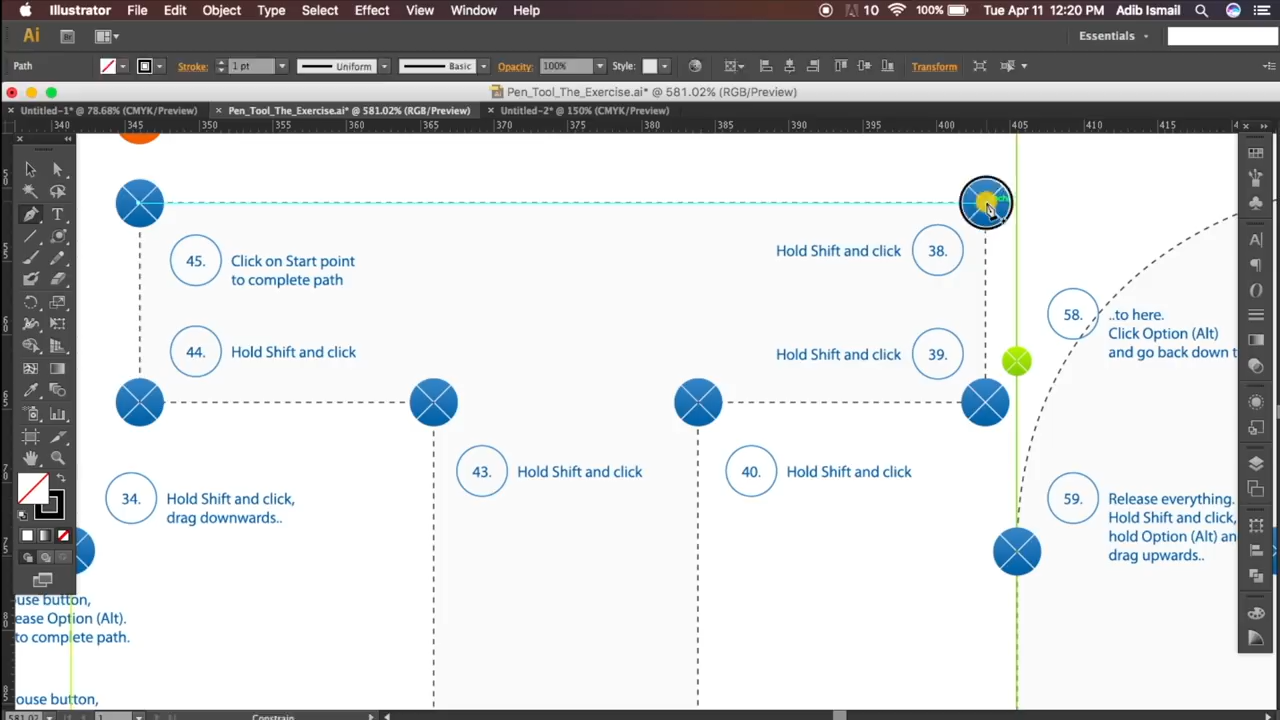 Illustrator File Edit Object Type Select Effect View Window Help 10 100% Tue Apr 11 12:20 PM Adib Ismail
Ai Br Essentials
Path Stroke: 1 pt Uniform Basic Opacity: 100% Style: Transform
Pen_Tool_The_Exercise.ai* @ 581.02% (RGB/Preview)
Untitled-1* @ 78.68% (CMYK/Preview) Pen_Tool_The_Exercise.ai* @ 581.02% (RGB/Preview) Untitled-2* @ 150% (CMYK/Preview)
340 345 350 355 360 365 370 375 380 385 390 395 400 405 410 415
45. Click on Start point
to complete path
Hold Shift and click 38.
44. Hold Shift and click
Hold Shift and click 39.
58. ..to here.
Click Option (Alt)
and go back down t
43. Hold Shift and click
40. Hold Shift and click
34. Hold Shift and click,
drag downwards..
59. Release everything.
Hold Shift and click,
hold Option (Alt) an
drag upwards..
ouse button,
ease Option (Alt).
to complete path.
ouse button,
581.02 1 Constrain